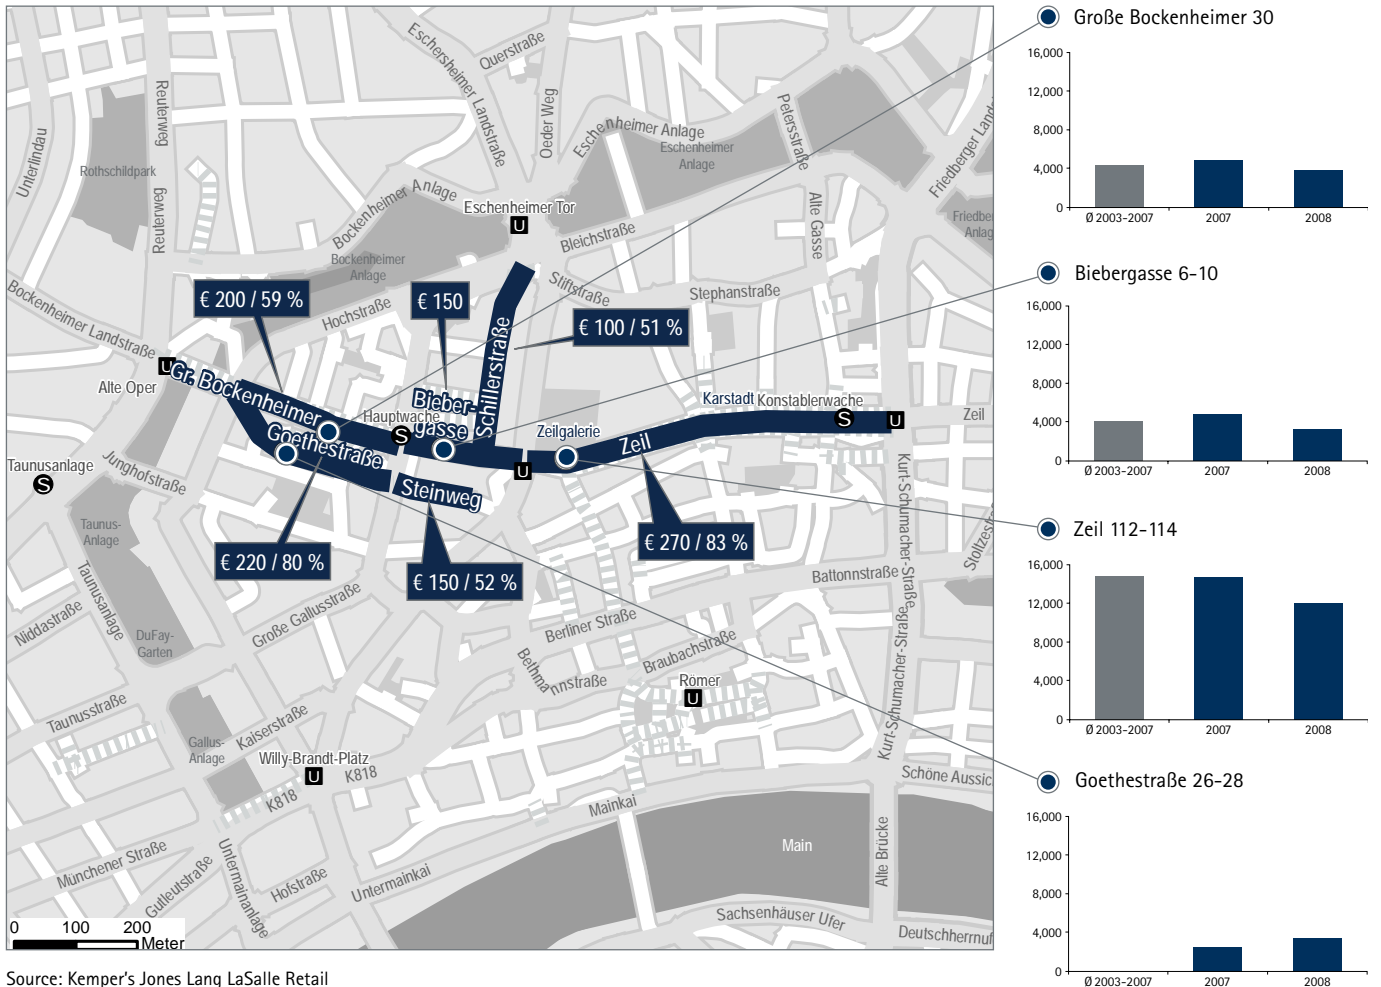 Große Bockenheimer 30
16,000
12,000
8,000
4,000
0
Ø 2003-2007
2007
2008
Biebergasse 6-10
16,000
12,000
8,000
4,000
0
Ø 2003-2007
2007
2008
Zeil 112-114
16,000
12,000
8,000
4,000
0
Ø 2003-2007
2007
2008
Goethestraße 26-28
16,000
12,000
8,000
4,000
0
Ø 2003-2007
2007
2008
Unterlindau
Reuterweg
Reuterweg
Rothschildpark
Eschersheimer Landstraße
Querstraße
Oeder Weg
Eschenheimer Anlage
Eschenheimer
Anlage
Petersstraße
Friedberger Lands
Friedber
Anlag
Alte Gasse
Bockenheimer Anlage
Bockenheimer
Anlage
Eschenheimer Tor
U
Bleichstraße
Stiftstraße
Stephanstraße
Hochstraße
Bockenheimer Landstraße
€ 200 / 59 %
€ 150
€ 100 / 51 %
Schillerstraße
U
Alte Oper
Gr. Bockenheimer
Hauptwache
S
Bieber-
gasse
Karstadt
Konstablerwache
S
U
Zeil
Zeilgalerie
Zeil
U
Goethestraße
Steinweg
Taunusanlage
S
Junghofstraße
Taunus-
Anlage
Taunusanlage
€ 220 / 80 %
€ 150 / 52 %
€ 270 / 83 %
Kurt-Schumacher-Straße
Kurt-Schumacher-Straße
Stoltzestr
Battonnstraße
Niddastraße
DuFay-
Garten
Große Gallusstraße
Berliner Straße
Bethmannstraße
Braubachstraße
Römer
U
Taunusstraße
Gallus-
Anlage
Kaiserstraße
Willy-Brandt-Platz
U
K818
K818
Schöne Aussic
Mainkai
Main
Alte Brücke
Münchener Straße
Gutleutstraße
Untermainanlage
Hofstraße
Untermainkai
Sachsenhäuser Ufer
Deutschherrnuf
0 100 200
Meter
Source: Kemper's Jones Lang LaSalle Retail